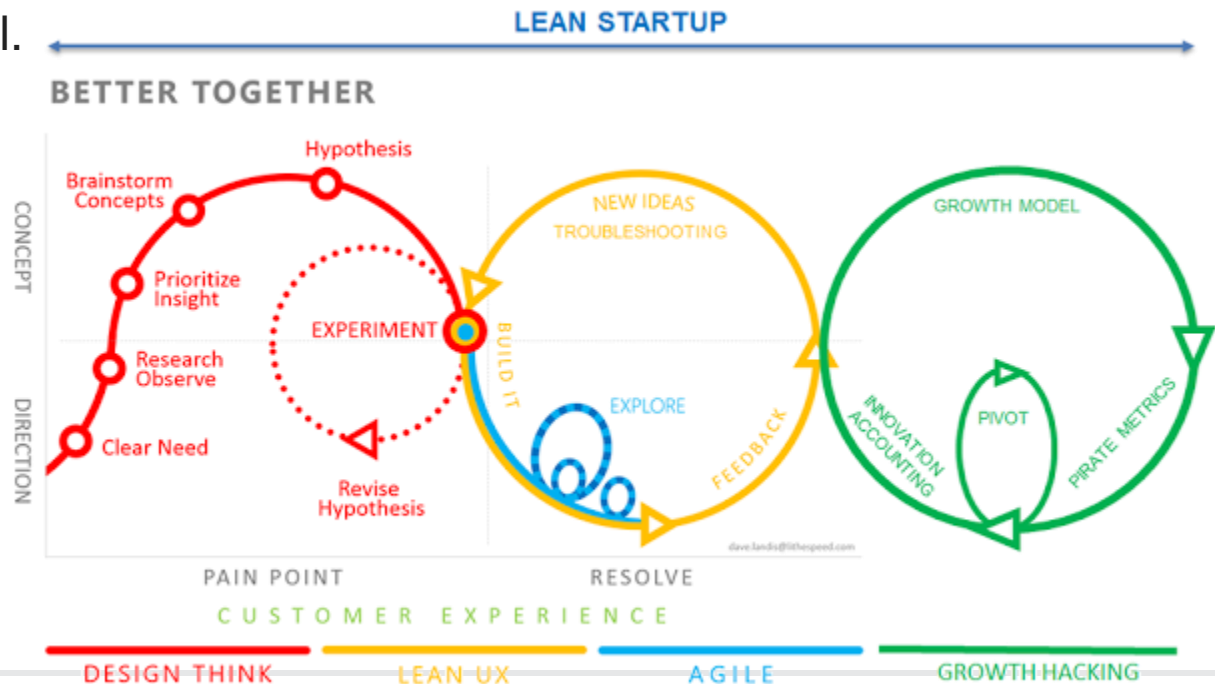 l.
LEAN STARTUP
BETTER TOGETHER
CONCEPT
DIRECTION
Hypothesis
Brainstorm
Concepts
Prioritize
Insight
Research
Observe
Clear Need
EXPERIMENT
Revise
Hypothesis
NEW IDEAS
TROUBLESHOOTING
BUILD IT
EXPLORE
FEEDBACK
GROWTH MODEL
INNOVATION
ACCOUNTING
PIVOT
PIRATE METRICS
dave.landis@lithespeed.com
PAIN POINT
RESOLVE
CUSTOMER EXPERIENCE
DESIGN THINK
LEAN UX
AGILE
GROWTH HACKING